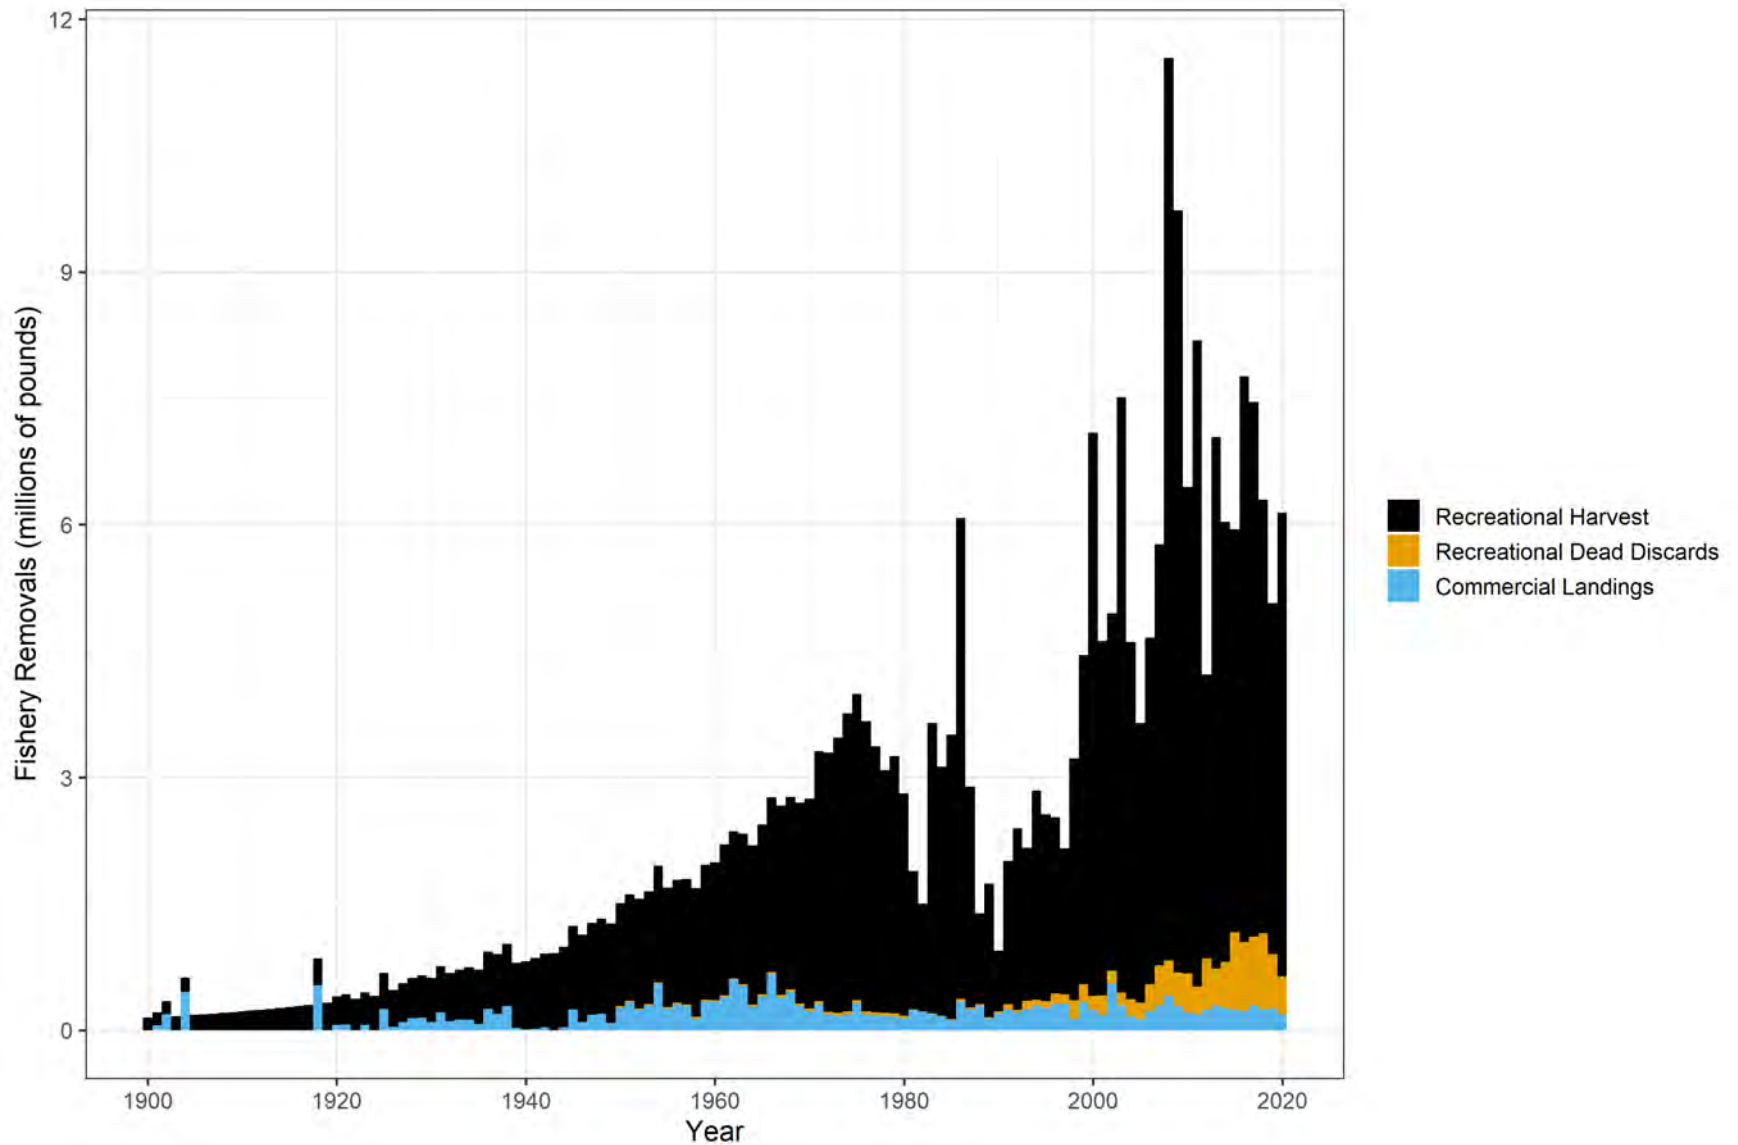 12
9
6
3
0
Fishery Removals (millions of pounds)
1900 1920 1940 1960 1980 2000 2020
Year
Recreational Harvest
Recreational Dead Discards
Commercial Landings